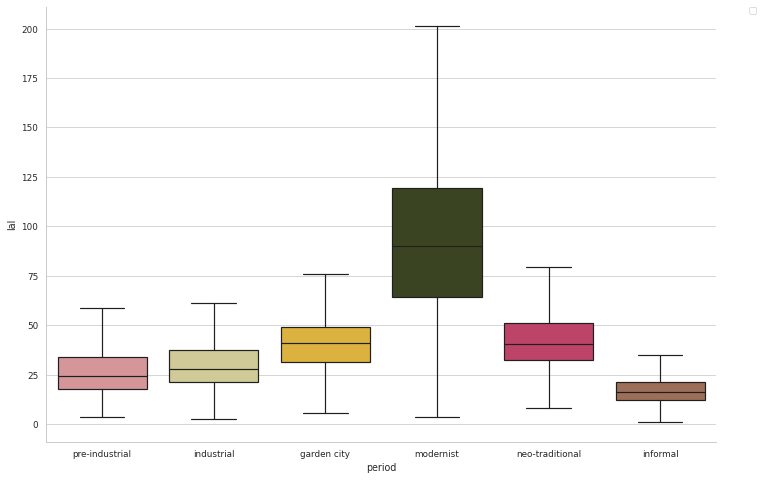 200
175
150
125
100
75
50
25
0
lal
pre-industrial
industrial
garden city
modernist
neo-traditional
informal
period